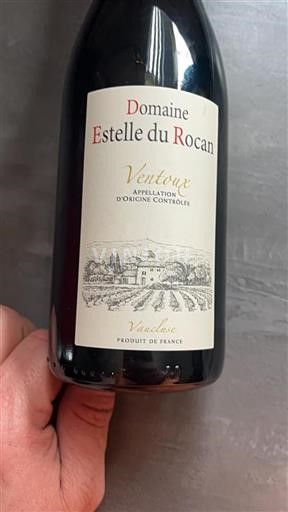 Domaine
Estelle du Rocan
Ventoux
APPELLATION
D'ORIGINE CONTRÔLÉE
Vaucluse
PRODUIT DE FRANCE